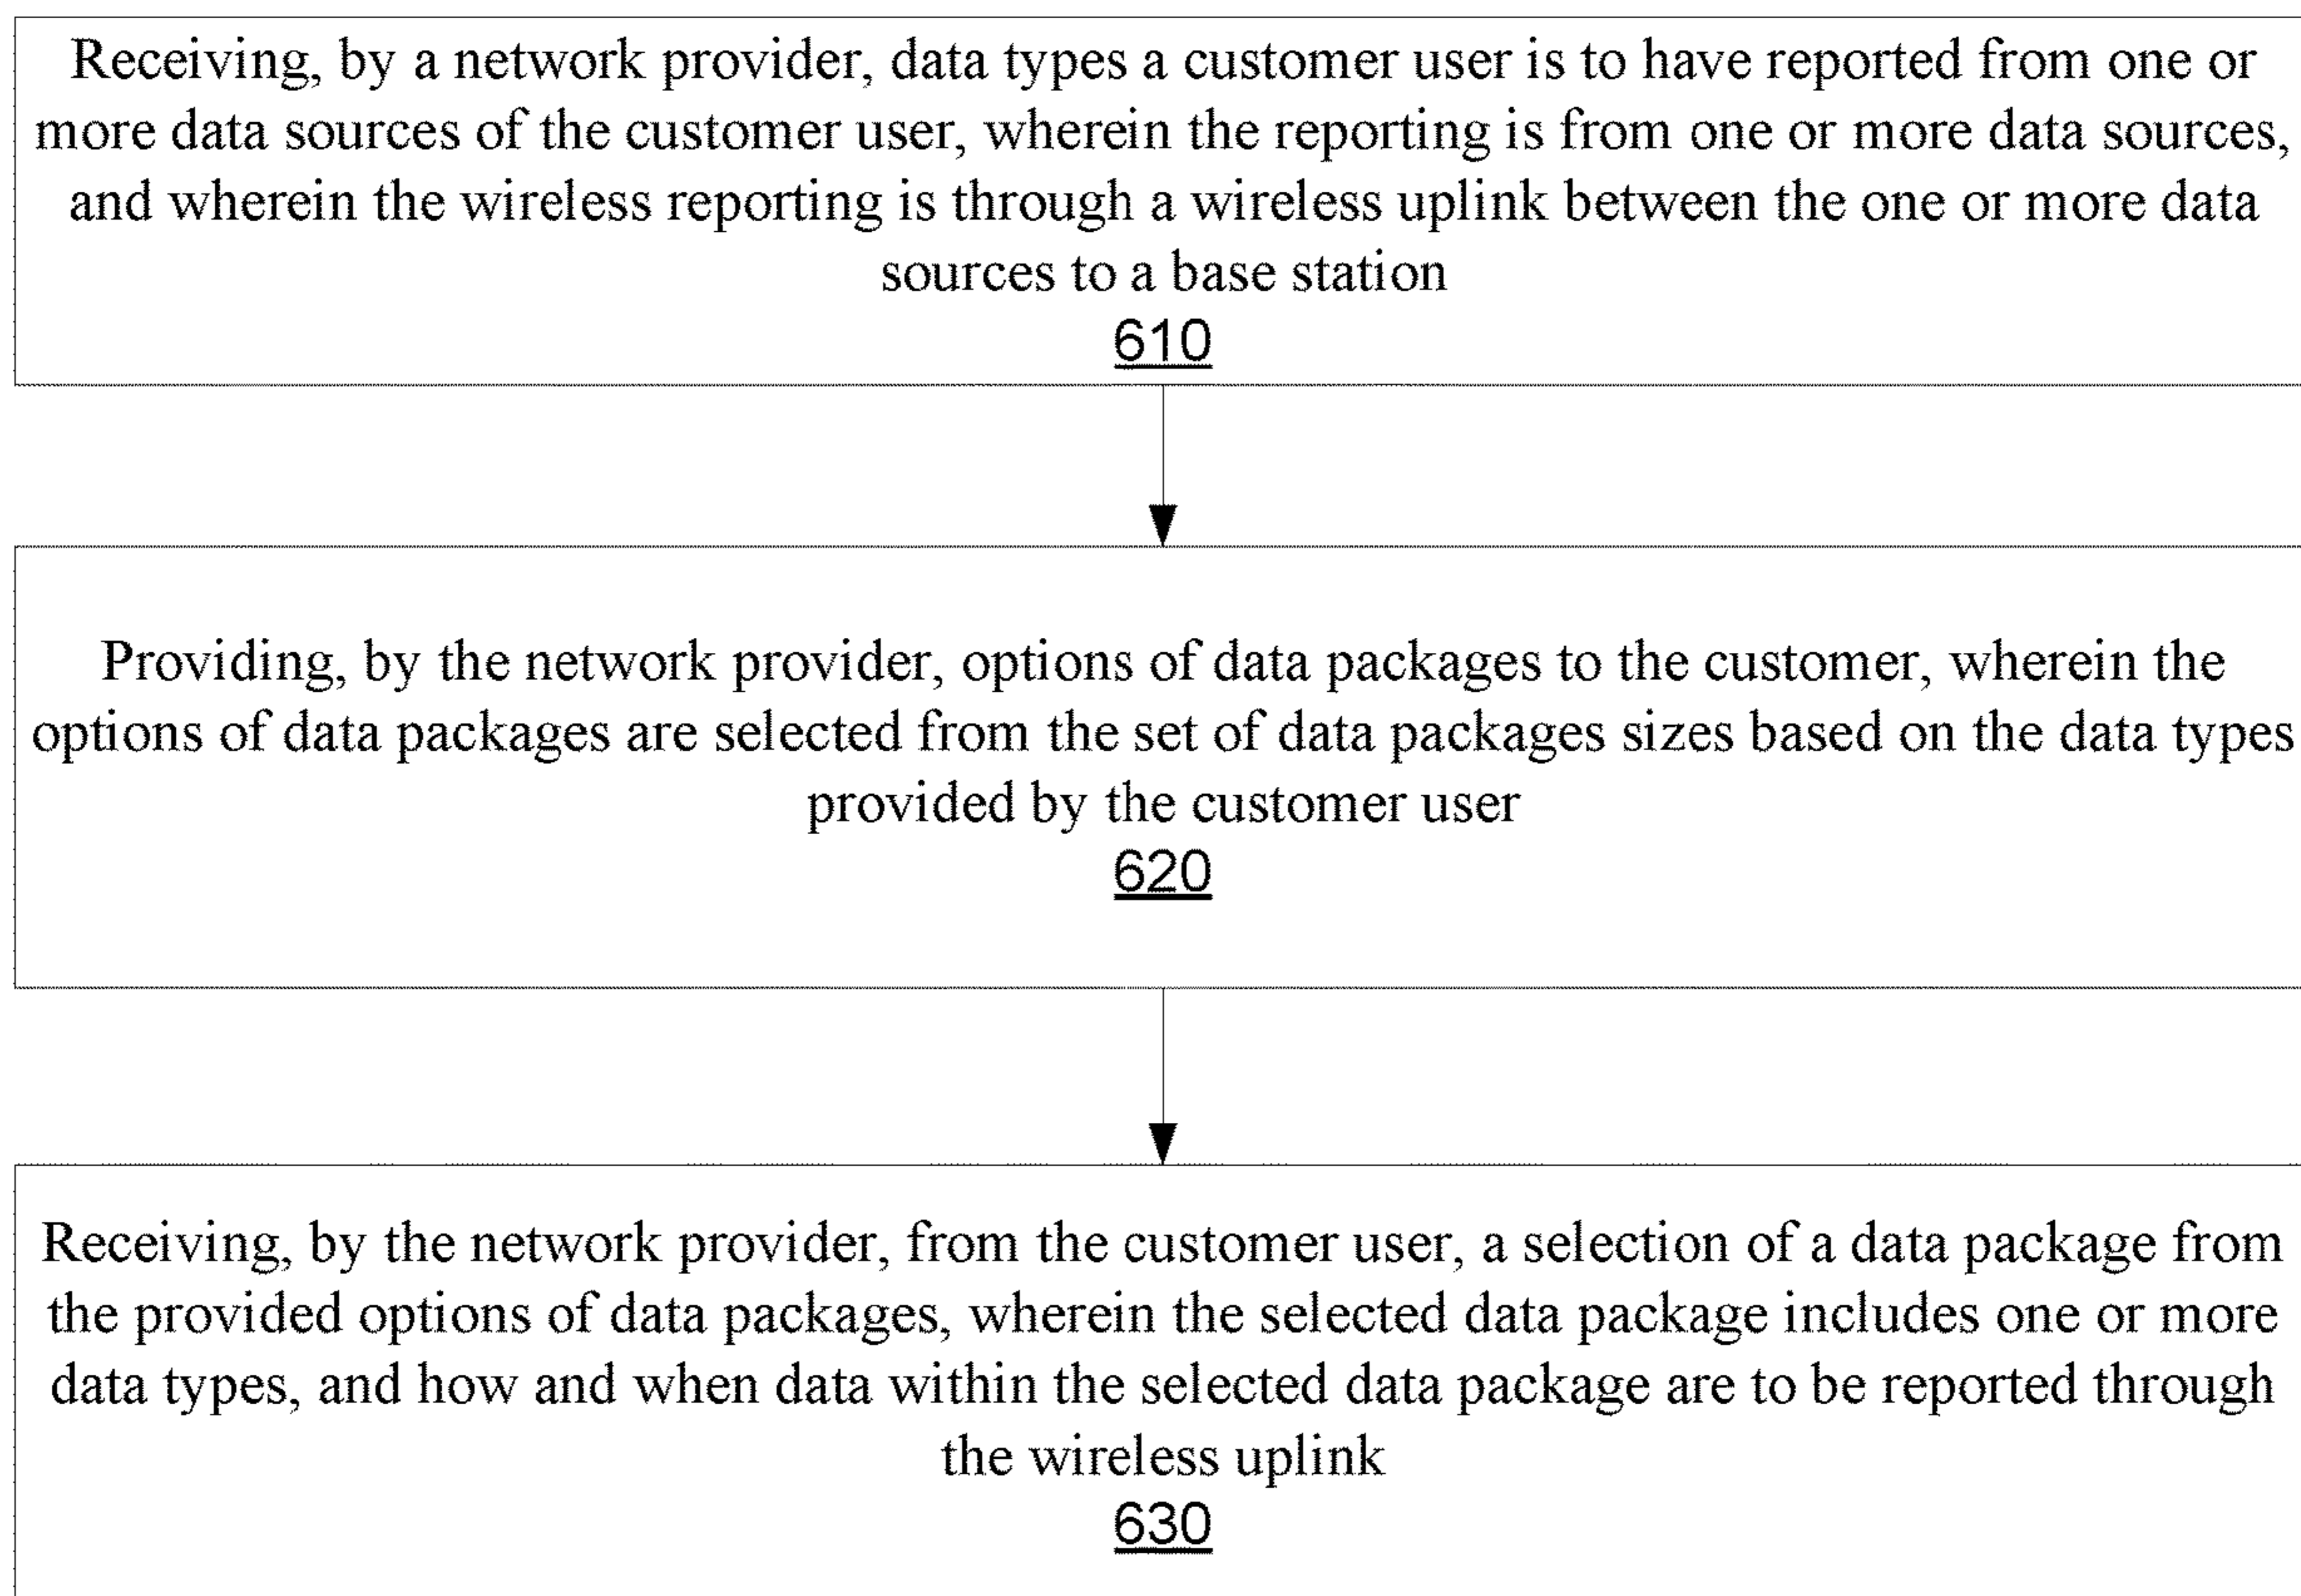 Receiving, by a network provider, data types a customer user is to have reported from one or
more data sources of the customer user, wherein the reporting is from one or more data sources,
and wherein the wireless reporting is through a wireless uplink between the one or more data
sources to a base station
610
Providing, by the network provider, options of data packages to the customer, wherein the
options of data packages are selected from the set of data packages sizes based on the data types
provided by the customer user
620
Receiving, by the network provider, from the customer user, a selection of a data package from
the provided options of data packages, wherein the selected data package includes one or more
data types, and how and when data within the selected data package are to be reported through
the wireless uplink
630